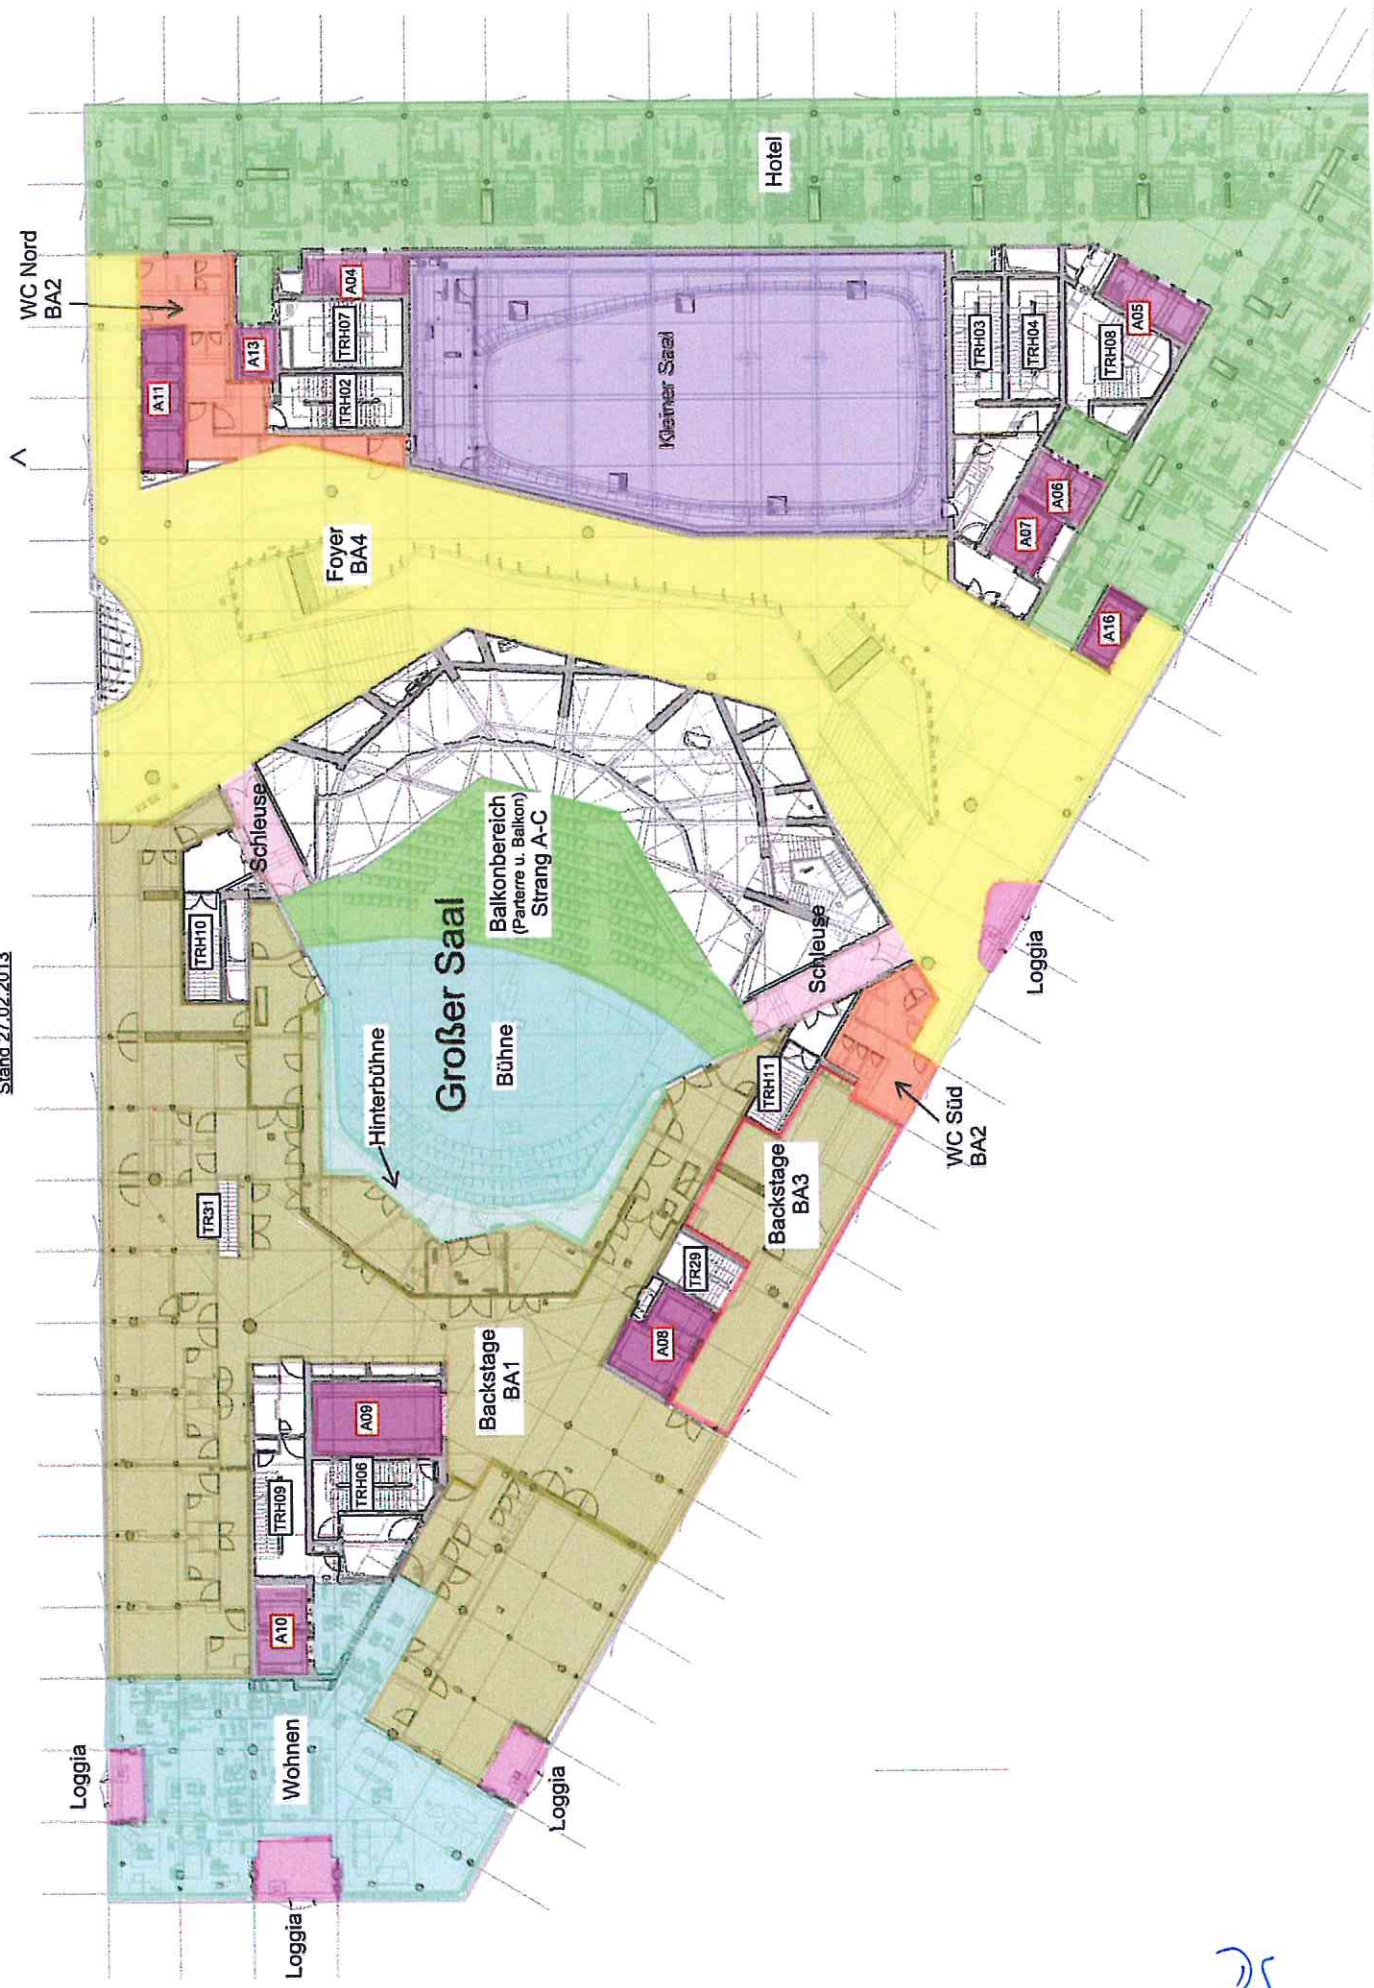 Stand 27.02.2013
Loggia
Loggia
Loggia
Wohnen
A10
TRH09
TRH06
A09
Backstage
BA1
TR31
Hinterbühne
Großer Saal
Bühne
TRH10
Schleuse
Balkonbereich
(Parterre u. Balkon)
Strang A-C
Schleuse
A08
TR29
Backstage
BA3
TRH11
WC Süd
BA2
Loggia
Foyer
BA4
WC Nord
BA2
A11
A13
TRH02
TRH07
A04
Kleiner Saal
TRH03
TRH04
TRH08
A05
A06
A07
A16
Hotel